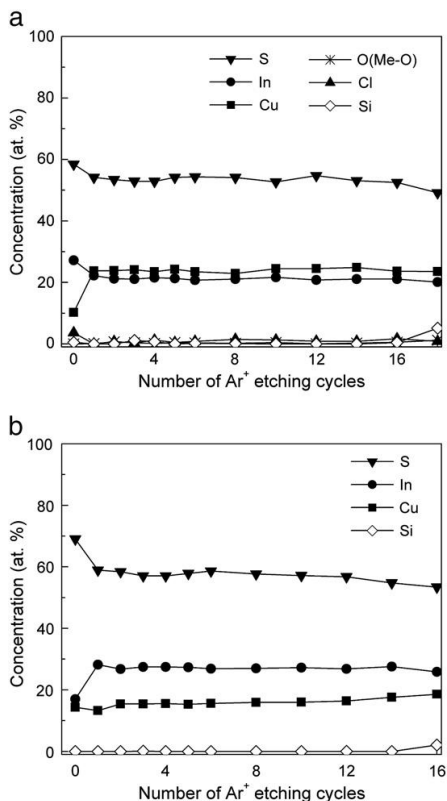 a
100
80
60
40
20
0
Concentration (at. %)
S
In
Cu
O(Me-O)
Cl
Si
0 4 8 12 16
Number of Ar⁺ etching cycles
b
100
80
60
40
20
0
Concentration (at. %)
S
In
Cu
Si
0 4 8 12 16
Number of Ar⁺ etching cycles